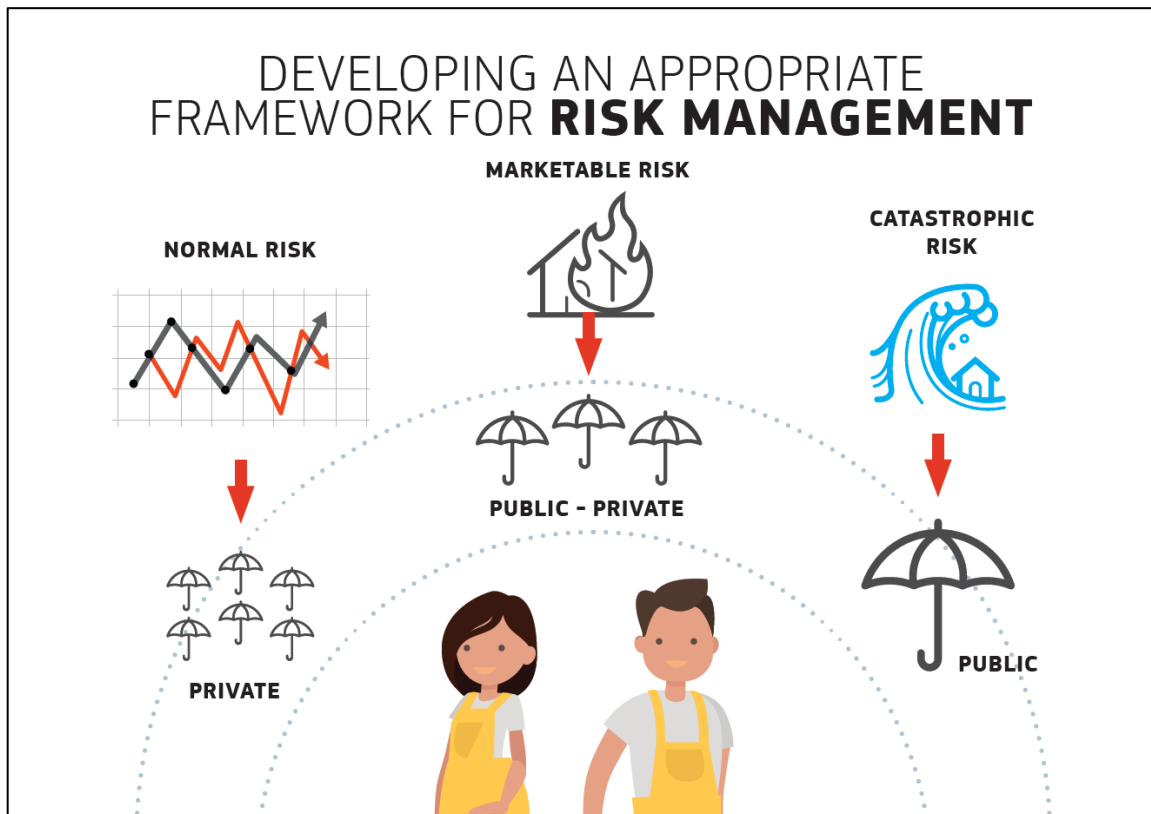 DEVELOPING AN APPROPRIATE
FRAMEWORK FOR RISK MANAGEMENT
MARKETABLE RISK
NORMAL RISK
CATASTROPHIC
RISK
PUBLIC - PRIVATE
PRIVATE
PUBLIC